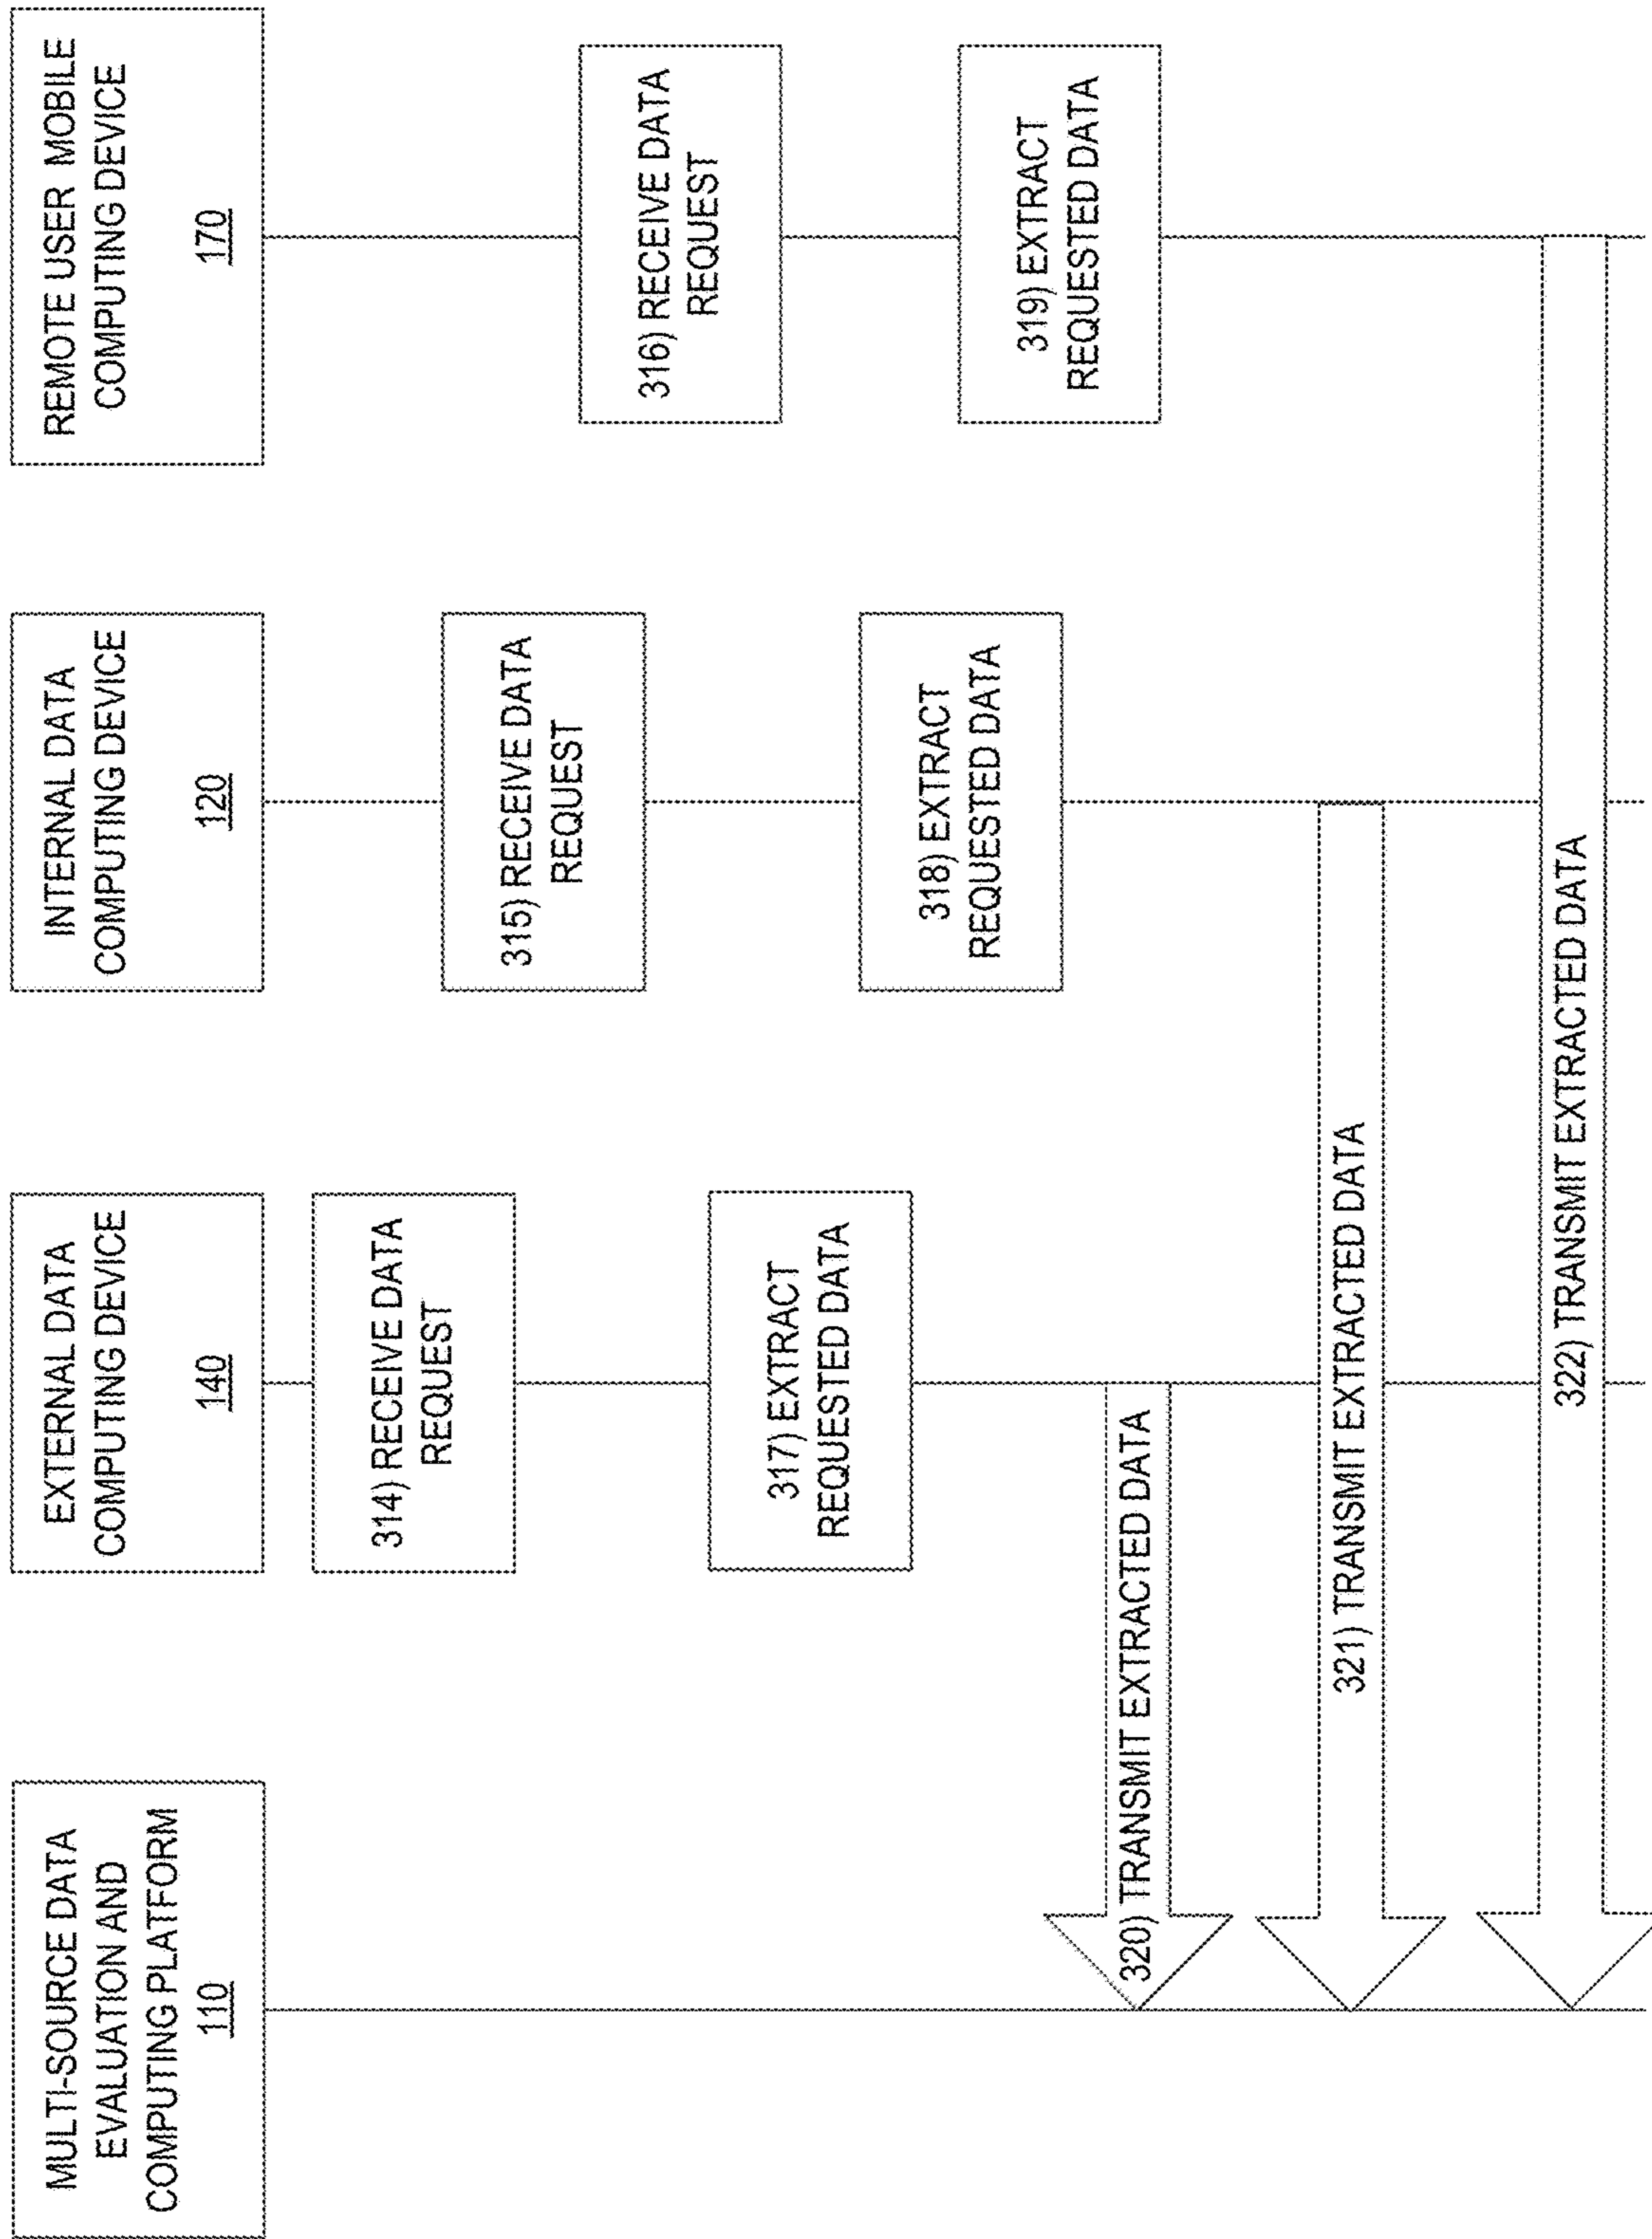 MULTI-SOURCE DATA
EVALUATION AND
COMPUTING PLATFORM
110
EXTERNAL DATA
COMPUTING DEVICE
140
INTERNAL DATA
COMPUTING DEVICE
120
REMOTE USER MOBILE
COMPUTING DEVICE
170
314) RECEIVE DATA
REQUEST
315) RECEIVE DATA
REQUEST
316) RECEIVE DATA
REQUEST
317) EXTRACT
REQUESTED DATA
318) EXTRACT
REQUESTED DATA
319) EXTRACT
REQUESTED DATA
320) TRANSMIT EXTRACTED DATA
321) TRANSMIT EXTRACTED DATA
322) TRANSMIT EXTRACTED DATA